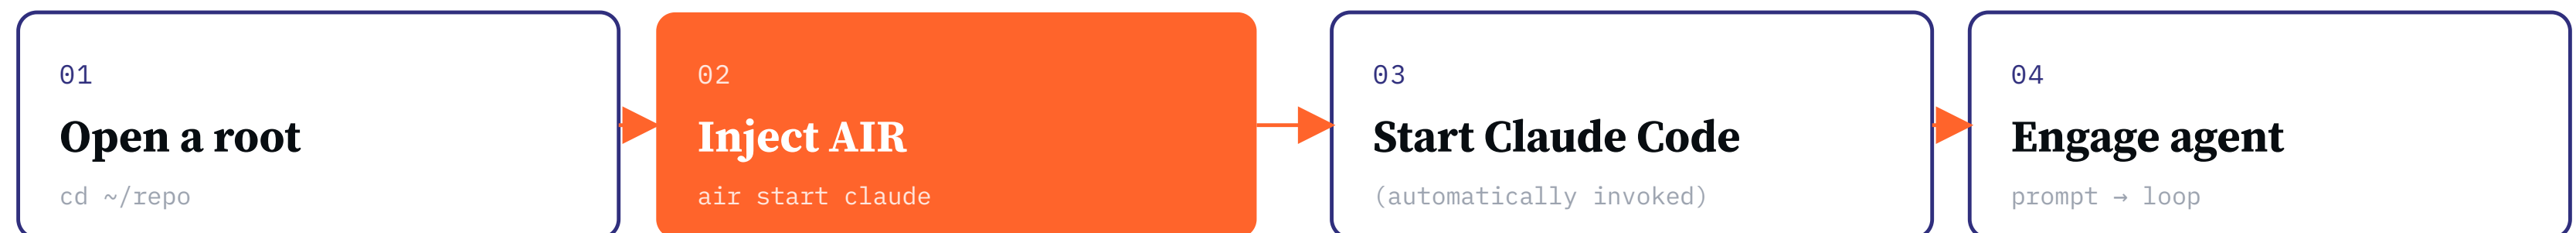 01
Open a root
cd ~/repo
02
Inject AIR
air start claude
03
Start Claude Code
(automatically invoked)
04
Engage agent
prompt → loop